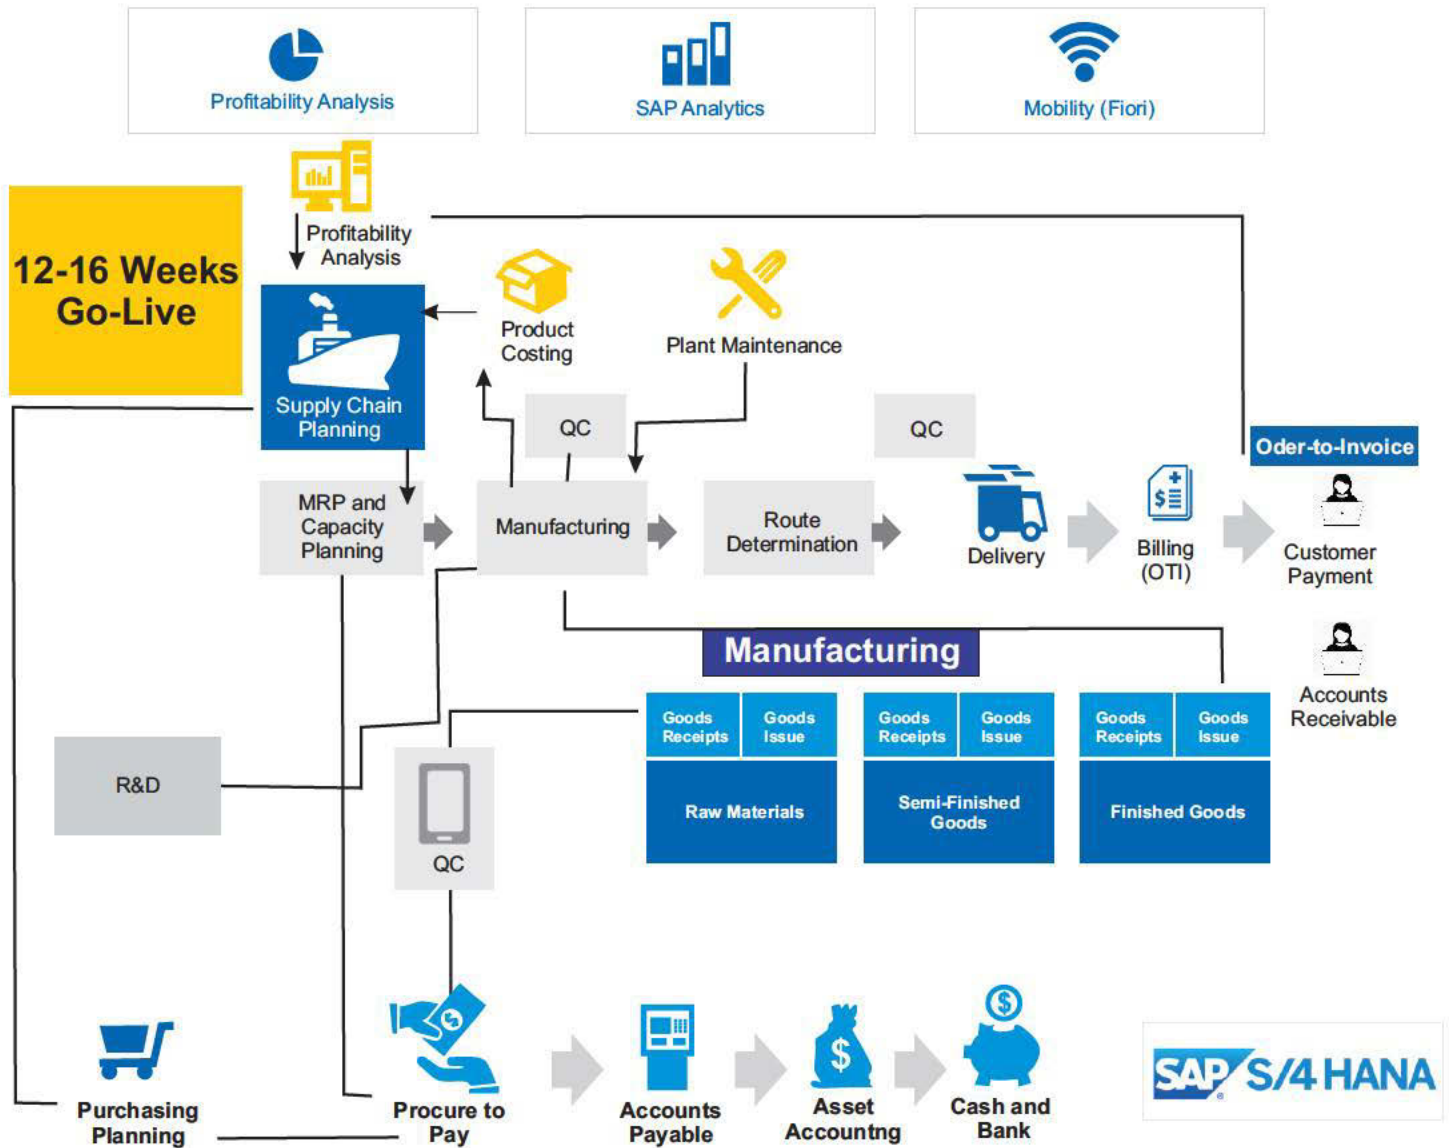 Profitability Analysis
SAP Analytics
Mobility (Fiori)
12-16 Weeks
Go-Live
Profitability
Analysis
Product
Costing
Plant Maintenance
Supply Chain
Planning
QC
QC
Oder-to-Invoice
MRP and
Capacity
Planning
Manufacturing
Route
Determination
Delivery
$
Billing
(OTI)
Customer
Payment
Manufacturing
Accounts
Receivable
Goods
Receipts
Goods
Issue
Goods
Receipts
Goods
Issue
Goods
Receipts
Goods
Issue
R&D
Raw Materials
Semi-Finished
Goods
Finished Goods
QC
$
$
$
Purchasing
Planning
Procure to
Pay
Accounts
Payable
Asset
Accountng
Cash and
Bank
SAP® S/4 HANA